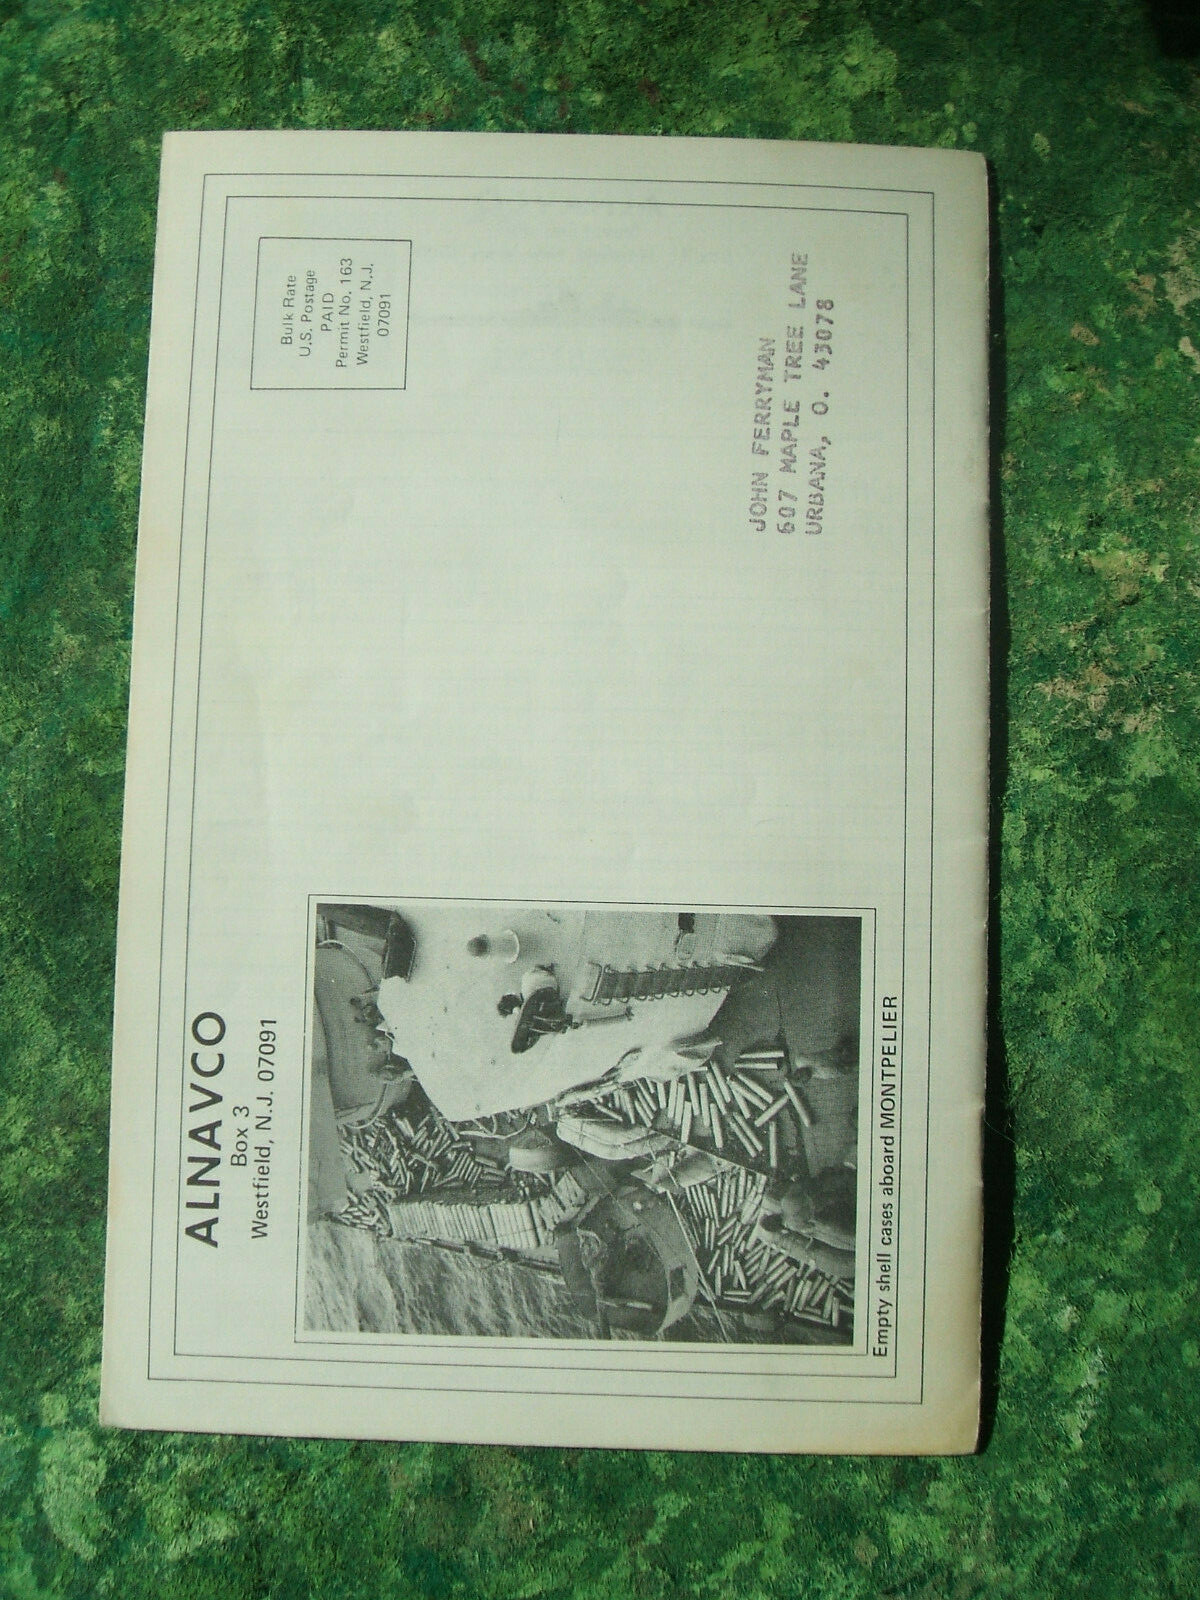 ALNAVCO
Box 3
Westfield, N.J. 07091
Bulk Rate
U.S. Postage
PAID
Permit No. 163
Westfield, N.J.
07091
JOHN FERRYMAN
607 MAPLE TREE LANE
URBANA, O. 43078
Empty shell cases aboard MONTPELIER